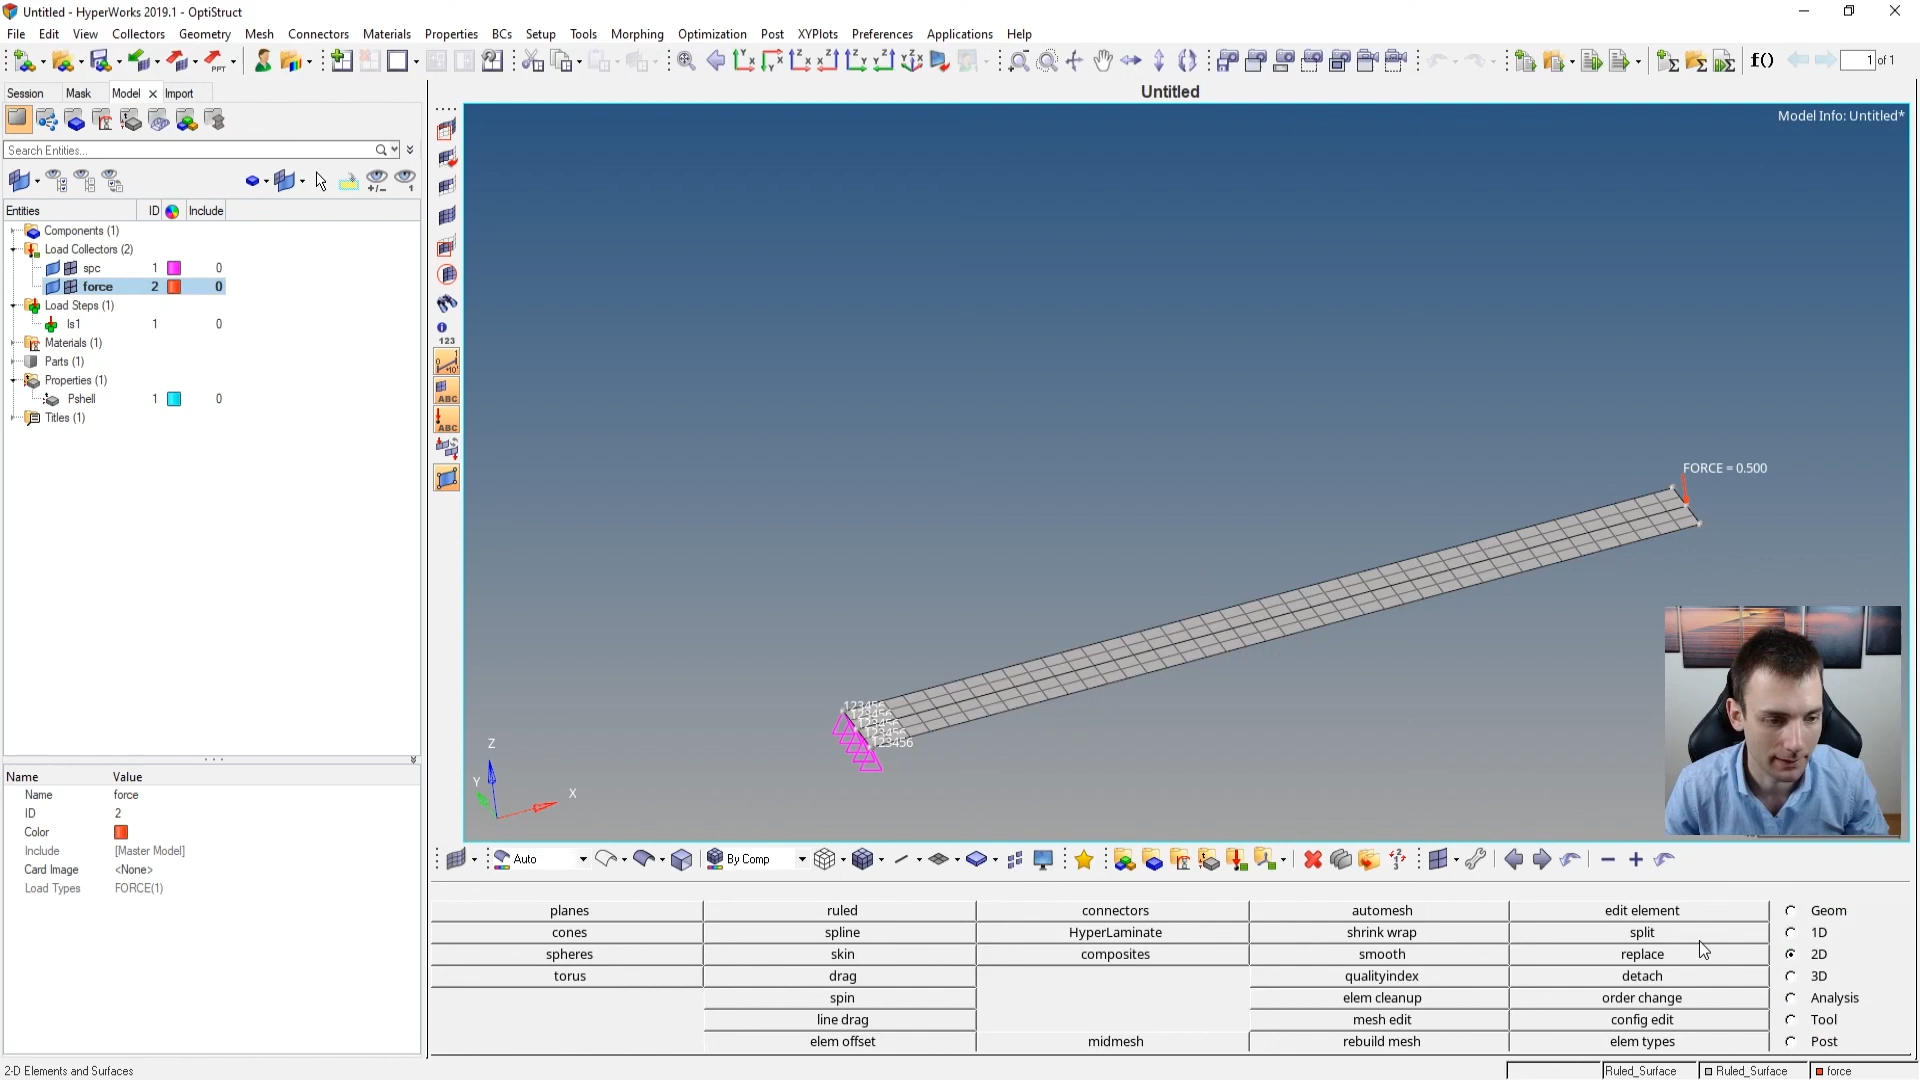 Untitled - HyperWorks 2019.1 - OptiStruct
File Edit View Collectors Geometry Mesh Connectors Materials Properties BCs Setup Tools Morphing Optimization Post XYPlots Preferences Applications Help
f() 1 of 1
Session Mask Model Import
Untitled
Model Info: Untitled*
Search Entities...
Entities ID Include
Components (1)
Load Collectors (2)
spc 1 0
force 2 0
Load Steps (1)
ls1 1 0
Materials (1)
Parts (1)
Properties (1)
Pshell 1 0
Titles (1)
123
ABC
ABC
FORCE = 0.500
123456
123456
123456
123456
123456
Z
Y
X
Name Value
Name force
ID 2
Color
Include [Master Model]
Card Image <None>
Load Types FORCE(1)
Auto By Comp
planes ruled connectors automesh edit element Geom
cones spline HyperLaminate shrink wrap split 1D
spheres skin composites smooth replace 2D
torus drag qualityindex detach 3D
spin elem cleanup order change Analysis
line drag mesh edit config edit Tool
elem offset midmesh rebuild mesh elem types Post
2-D Elements and Surfaces
Ruled_Surface Ruled_Surface force